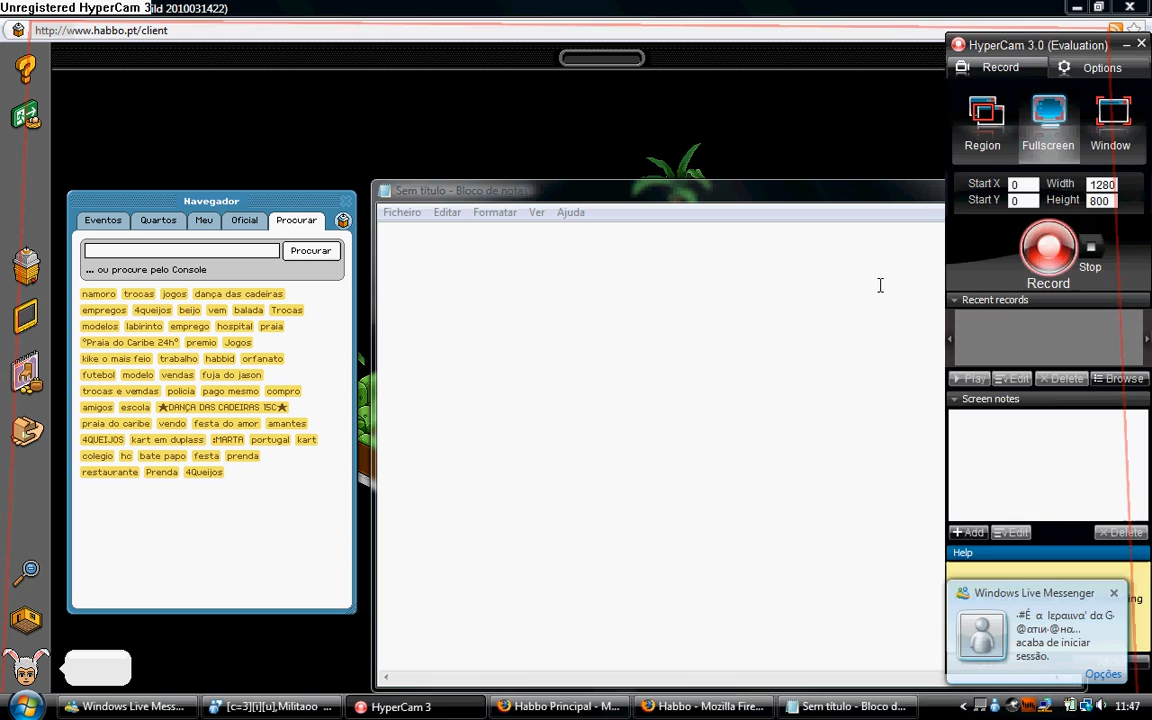 Unregistered HyperCam 3
ild 2010031422)
http://www.habbo.pt/client
HyperCam 3.0 (Evaluation)
Record
Options
Region
Fullscreen
Window
Start X 0 Width 1280
Start Y 0 Height 800
Stop
Record
Recent records
Play Edit Delete Browse
Screen notes
Add Edit Delete
Help
ing
Windows Live Messenger
acaba de iniciar
sessão.
Opções
Sem título - Bloco de notas
Ficheiro Editar Formatar Ver Ajuda
Navegador
Eventos Quartos Meu Oficial Procurar
Procurar
... ou procure pelo Console
namoro trocas jogos dança das cadeiras
empregos 4queijos beijo vem balada Trocas
modelos labirinto emprego hospital praia
°Praia do Caribe 24h° premio Jogos
kike o mais feio trabalho habbid orfanato
futebol modelo vendas fuja do jason
trocas e vemdas policia pago mesmo compro
amigos escola ★DANÇA DAS CADEIRAS 15C★
praia do caribe vendo festa do amor amantes
4QUEIJOS kart em duplass :MARTA portugal kart
colegio hc bate papo festa prenda
restaurante Prenda 4Queijos
Windows Live Mess...
[c=3][i][u],Militaoo ...
HyperCam 3
Habbo Principal - M...
Habbo - Mozilla Fire...
Sem título - Bloco d...
11:47